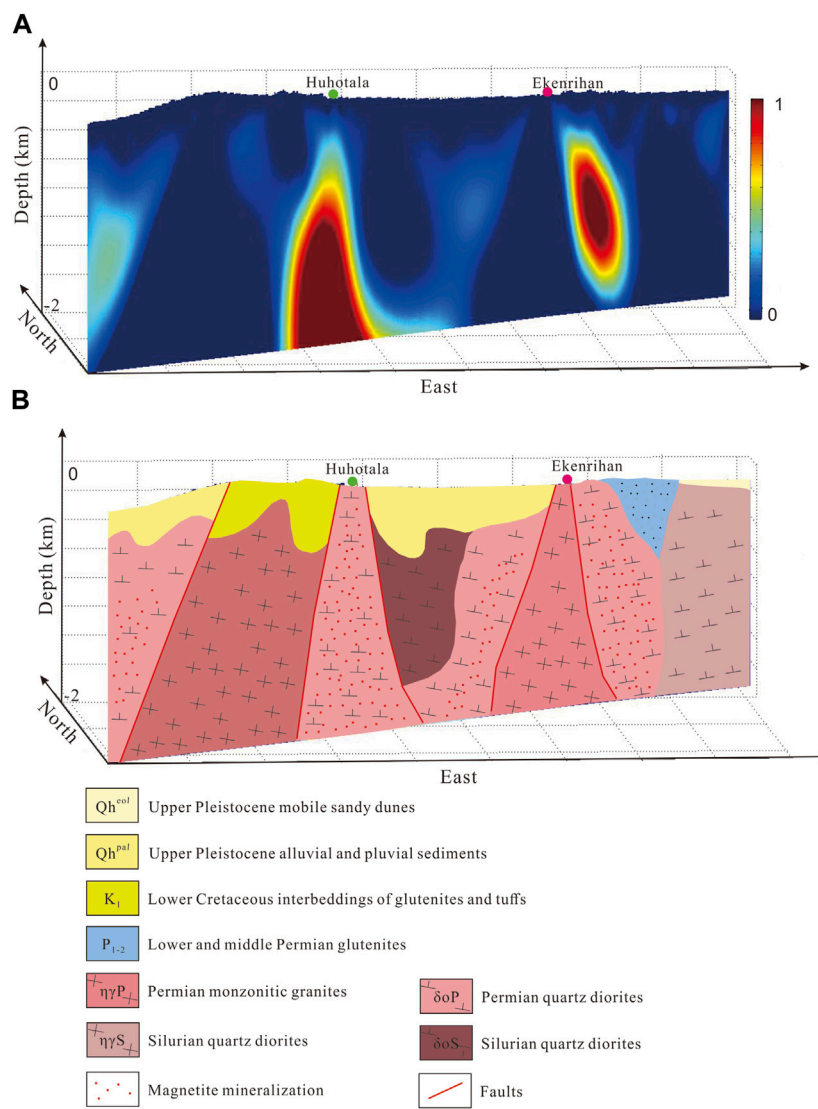 A
0
Huhotala
Ekenrihan
1
Depth (km)
-2
0
North
East
B
0
Huhotala
Ekenrihan
Depth (km)
-2
North
East
Qh^eol Upper Pleistocene mobile sandy dunes
Qh^pal Upper Pleistocene alluvial and pluvial sediments
K₁ Lower Cretaceous interbeddings of glutenites and tuffs
P₁₋₂ Lower and middle Permian glutenites
ηγP Permian monzonitic granites δoP Permian quartz diorites
ηγS Silurian quartz diorites δoS Silurian quartz diorites
Magnetite mineralization Faults